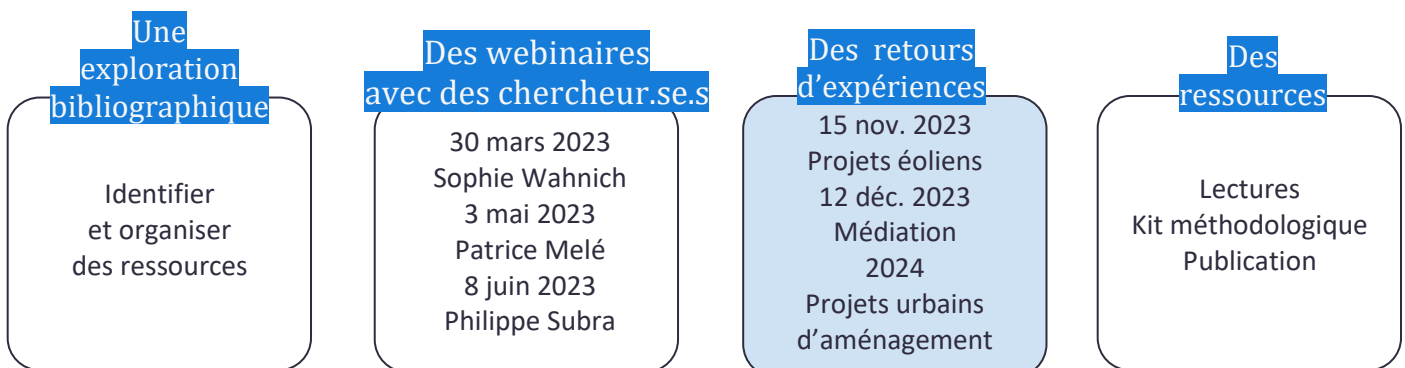 Une
exploration
bibliographique
Identifier
et organiser
des ressources
Des webinaires
avec des chercheur.se.s
30 mars 2023
Sophie Wahnich
3 mai 2023
Patrice Melé
8 juin 2023
Philippe Subra
Des retours
d’expériences
15 nov. 2023
Projets éoliens
12 déc. 2023
Médiation
2024
Projets urbains
d’aménagement
Des
ressources
Lectures
Kit méthodologique
Publication